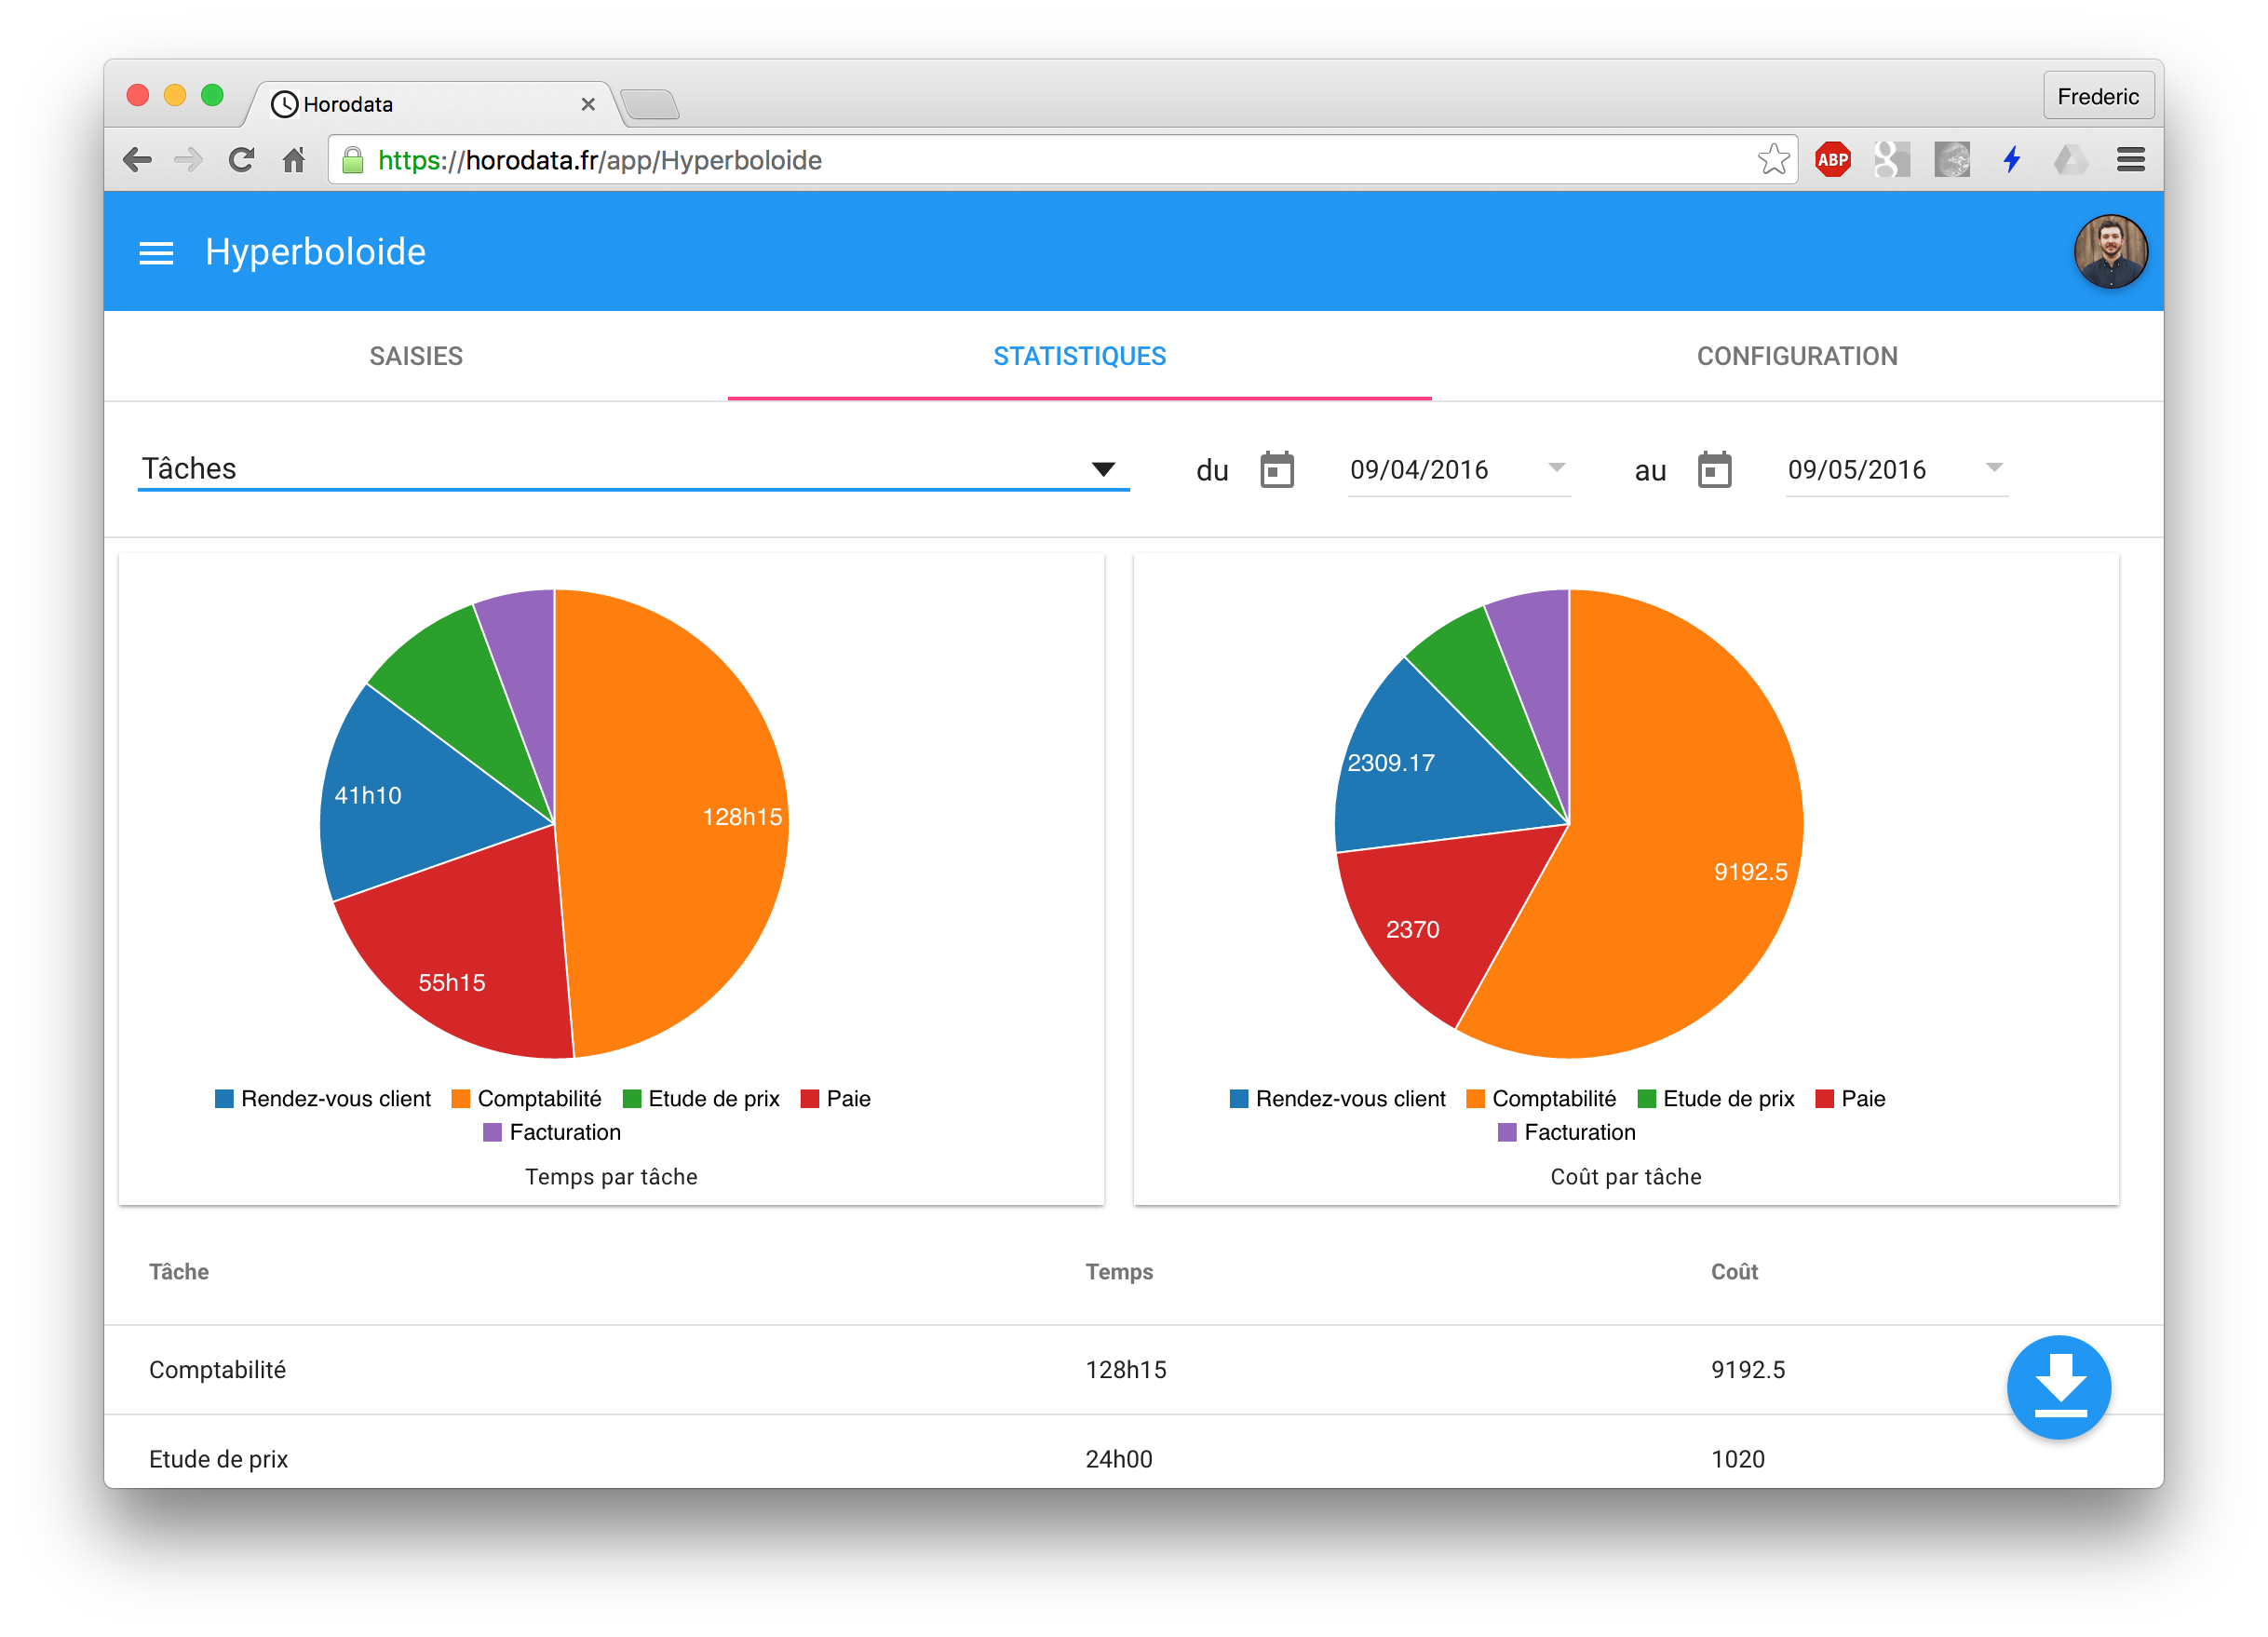 Horodata
Frederic
https://horodata.fr/app/Hyperboloide
ABP
g
Hyperboloide
SAISIES STATISTIQUES CONFIGURATION
Tâches du 09/04/2016 au 09/05/2016
41h10
128h15
55h15
Rendez-vous client Comptabilité Etude de prix Paie
Facturation
Temps par tâche
2309.17
9192.5
2370
Rendez-vous client Comptabilité Etude de prix Paie
Facturation
Coût par tâche
Tâche Temps Coût
Comptabilité 128h15 9192.5
Etude de prix 24h00 1020